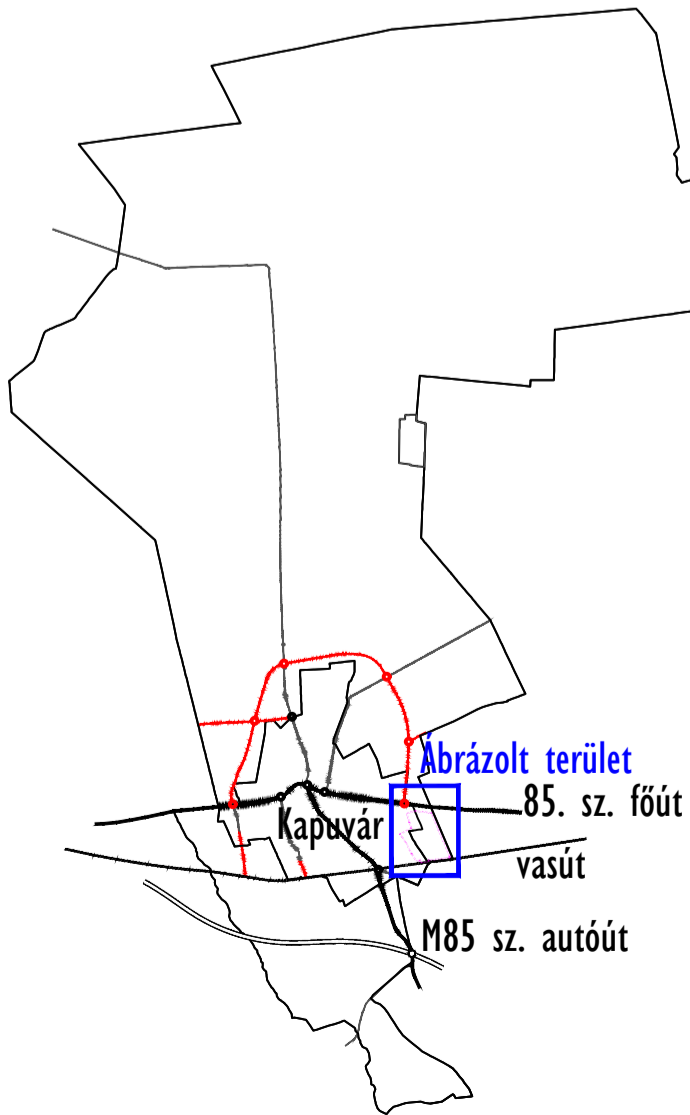 Ábrázolt terület
85. sz. főút
Kapuvár
vasút
M85 sz. autóút